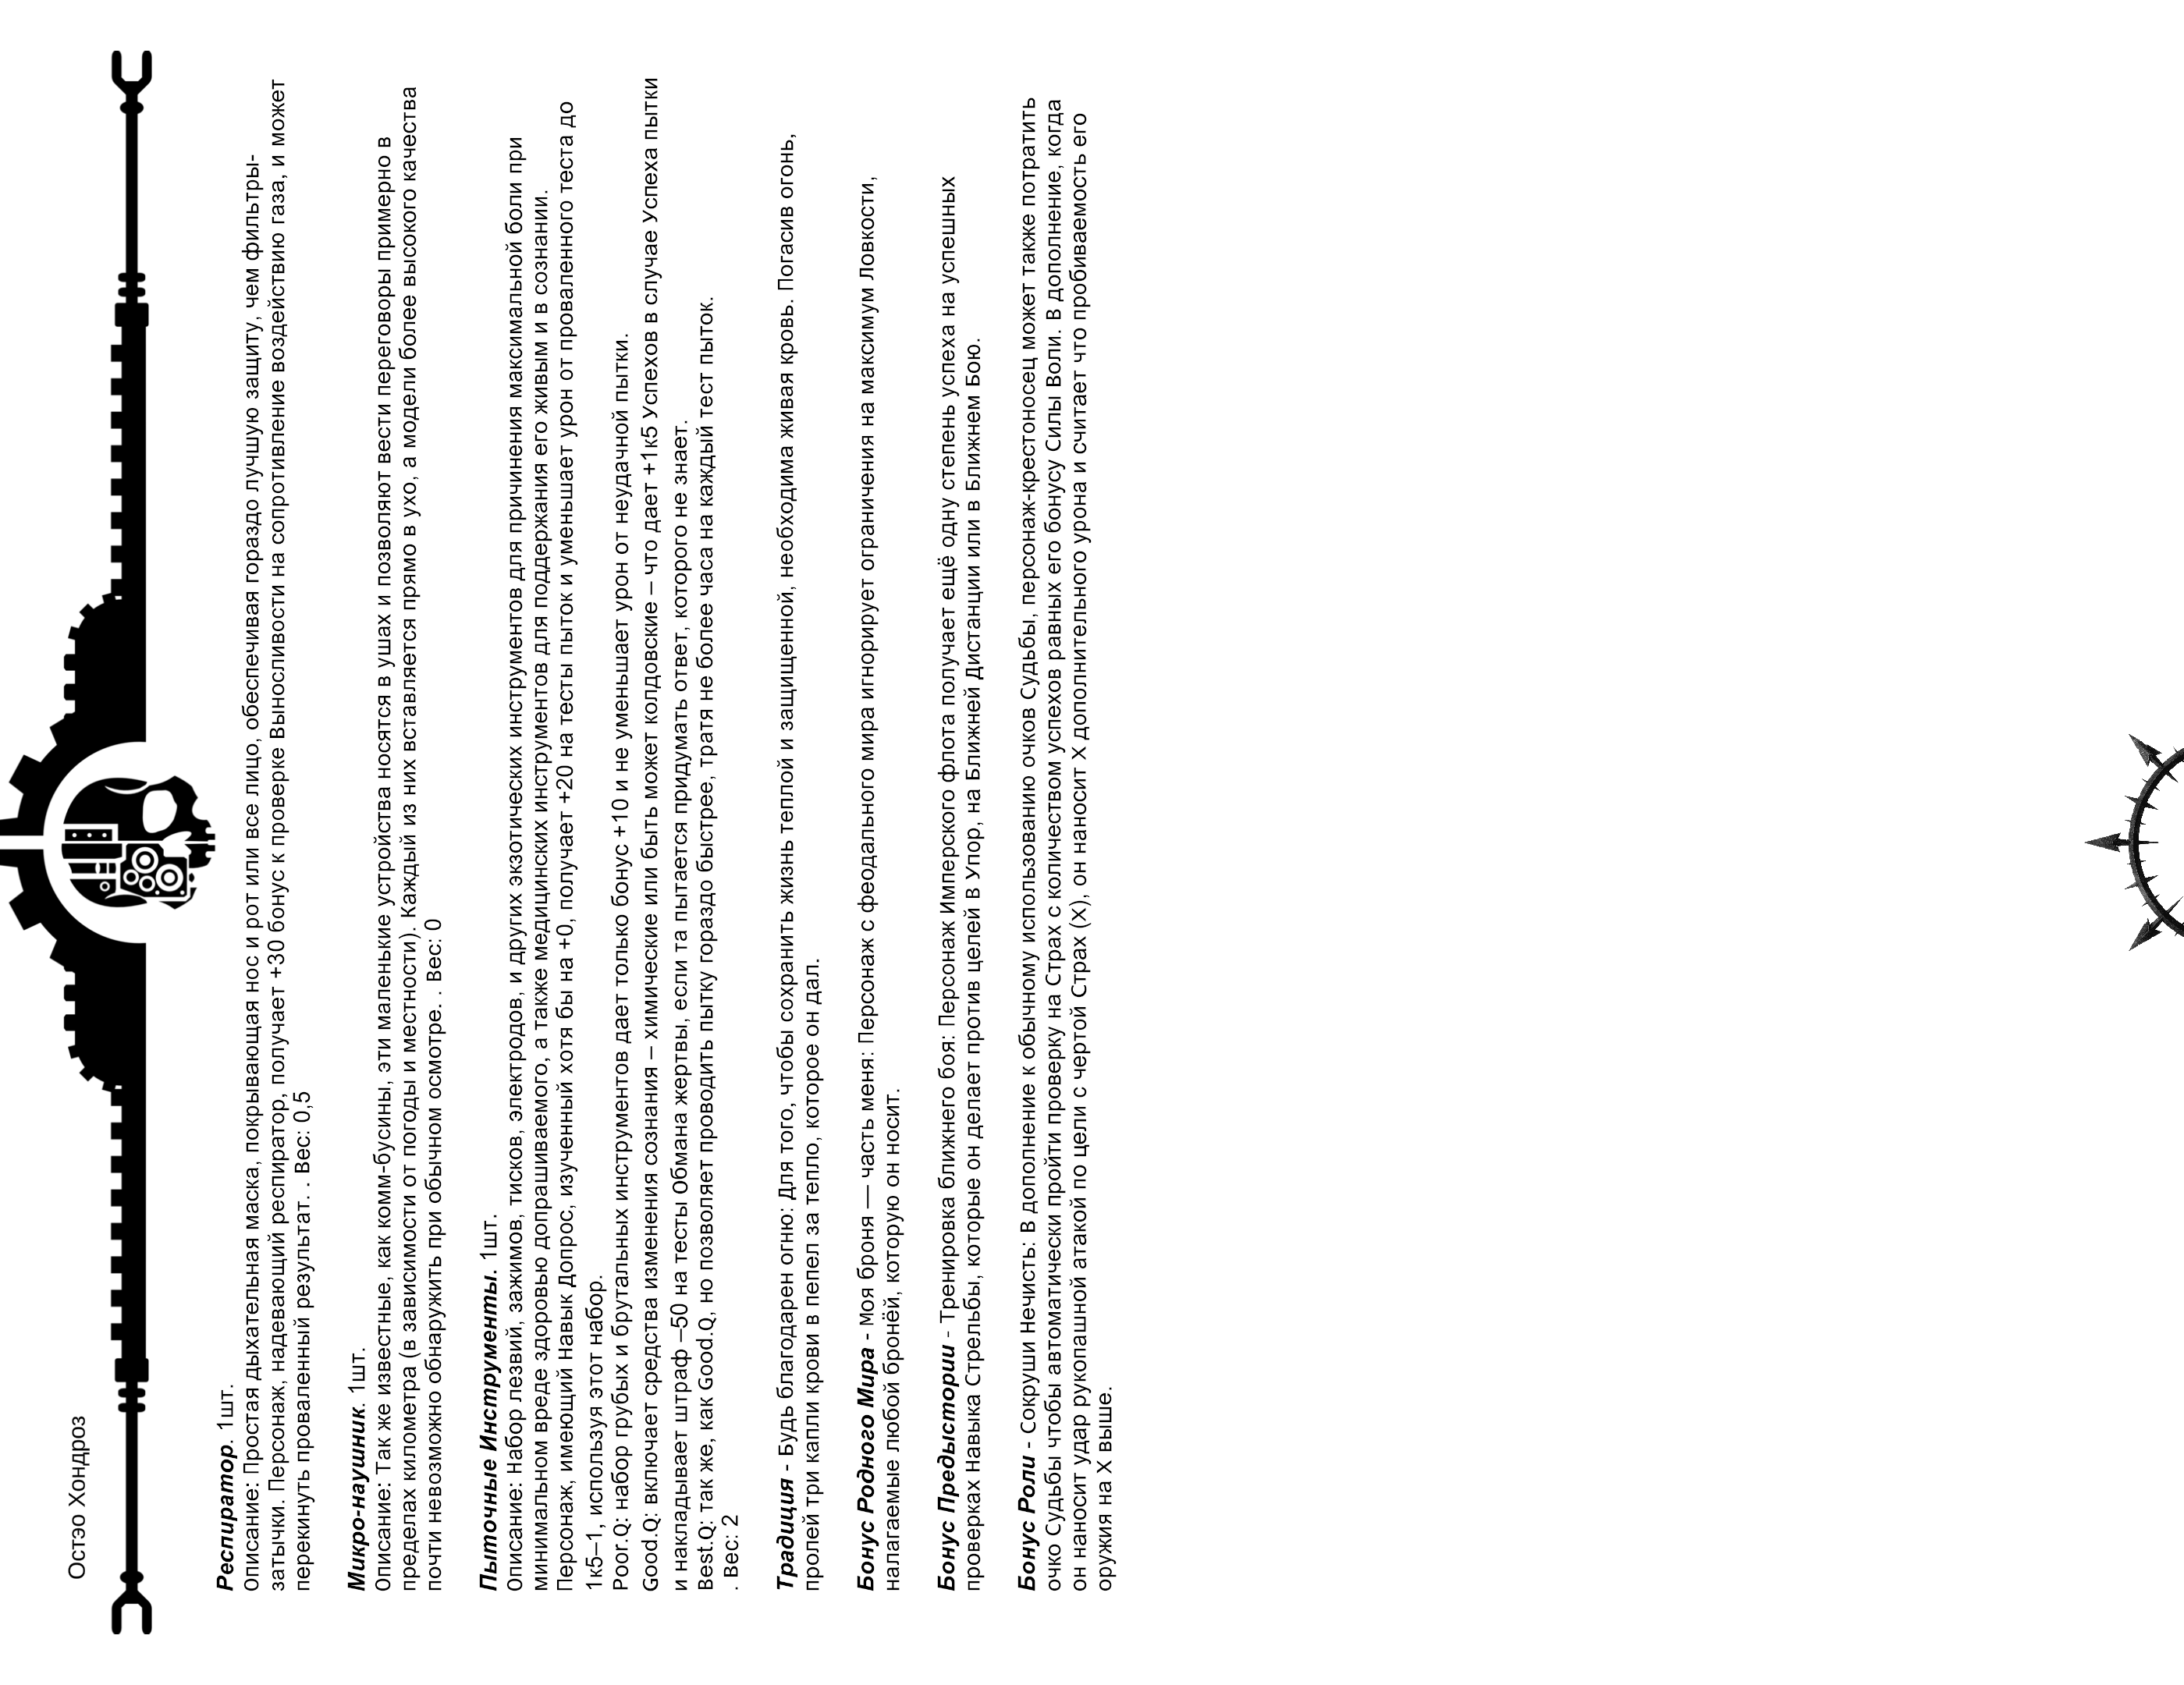 Остэо Хондроз
Респиратор. 1шт.
Описание: Простая дыхательная маска, покрывающая нос и рот или все лицо, обеспечивая гораздо лучшую защиту, чем фильтры-
затычки. Персонаж, надевающий респиратор, получает +30 бонус к проверке Выносливости на сопротивление воздействию газа, и может
перекинуть проваленный результат. . Вес: 0,5
Микро-наушник. 1шт.
Описание: Так же известные, как комм-бусины, эти маленькие устройства носятся в ушах и позволяют вести переговоры примерно в
пределах километра (в зависимости от погоды и местности). Каждый из них вставляется прямо в ухо, а модели более высокого качества
почти невозможно обнаружить при обычном осмотре. . Вес: 0
Пыточные Инструменты. 1шт.
Описание: Набор лезвий, зажимов, тисков, электродов, и других экзотических инструментов для причинения максимальной боли при
минимальном вреде здоровью допрашиваемого, а также медицинских инструментов для поддержания его живым и в сознании.
Персонаж, имеющий Навык Допрос, изученный хотя бы на +0, получает +20 на тесты пыток и уменьшает урон от проваленного теста до
1к5–1, используя этот набор.
Poor.Q: набор грубых и брутальных инструментов дает только бонус +10 и не уменьшает урон от неудачной пытки.
Good.Q: включает средства изменения сознания – химические или быть может колдовские – что дает +1к5 Успехов в случае Успеха пытки
и накладывает штраф –50 на тесты Обмана жертвы, если та пытается придумать ответ, которого не знает.
Best.Q: так же, как Good.Q, но позволяет проводить пытку гораздо быстрее, тратя не более часа на каждый тест пыток.
. Вес: 2
Традиция - Будь благодарен огню: Для того, чтобы сохранить жизнь теплой и защищенной, необходима живая кровь. Погасив огонь,
пролей три капли крови в пепел за тепло, которое он дал.
Бонус Родного Мира - Моя броня — часть меня: Персонаж с феодального мира игнорирует ограничения на максимум Ловкости,
налагаемые любой бронёй, которую он носит.
Бонус Предыстории - Тренировка ближнего боя: Персонаж Имперского флота получает ещё одну степень успеха на успешных
проверках Навыка Стрельбы, которые он делает против целей В Упор, на Ближней Дистанции или в Ближнем Бою.
Бонус Роли - Сокруши Нечисть: В дополнение к обычному использованию очков Судьбы, персонаж-крестоносец может также потратить
очко Судьбы чтобы автоматически пройти проверку на Страх с количеством успехов равных его бонусу Силы Воли. В дополнение, когда
он наносит удар рукопашной атакой по цели с чертой Страх (X), он наносит X дополнительного урона и считает что пробиваемость его
оружия на X выше.